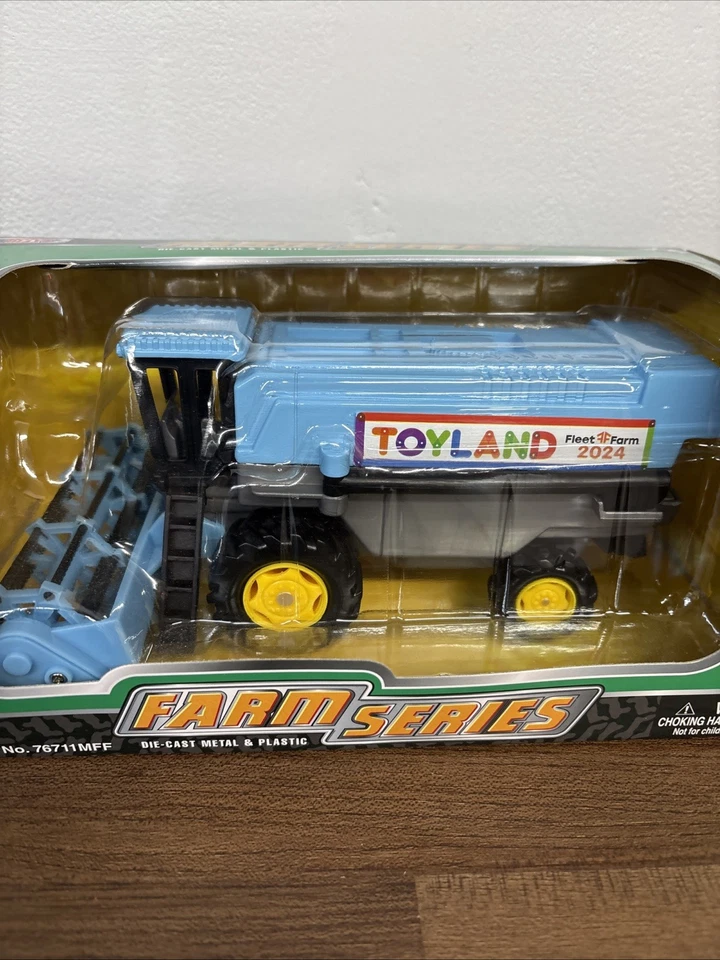 TOYLAND
Fleet Farm
2024
FARM SERIES
No. 76711MFF
DIE-CAST METAL & PLASTIC
CHOKING HA
Not for child